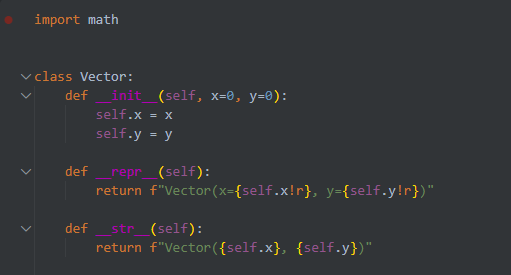 import math
class Vector:
    def __init__(self, x=0, y=0):
        self.x = x
        self.y = y
    def __repr__(self):
        return f"Vector(x={self.x!r}, y={self.y!r})"
    def __str__(self):
        return f"Vector({self.x}, {self.y})"